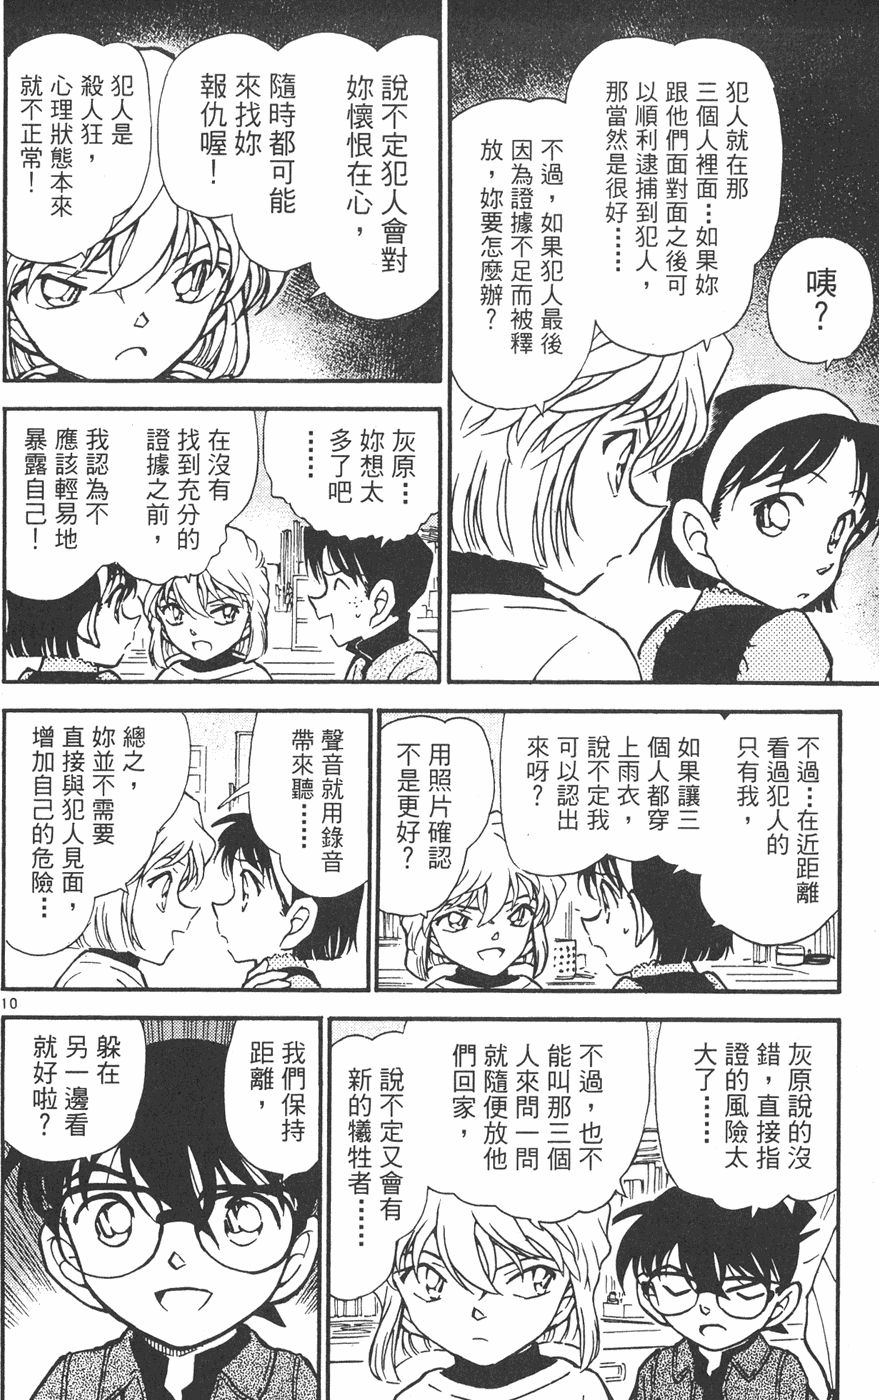 咦?
犯人就在那
三個人裡面…如果妳
跟他們面對面之後可
以順利逮捕到犯人，
那當然是很好……
不過，如果犯人最後
因為證據不足而被釋
放，妳要怎麼辦?
說不定犯人會對
妳懷恨在心，
隨時都可能
來找妳
報仇喔!
犯人是
殺人狂，
心理狀態本來
就不正常!
灰原…
妳想太
多了吧
……
在沒有
找到充分的
證據之前，
我認為不
應該輕易地
暴露自己!
不過…在近距離
看過犯人的
只有我，
如果讓三
個人都穿
上雨衣，
說不定我
可以認出
來呀?
用照片確認
不是更好?
聲音就用錄音
帶來聽……
總之，
妳並不需要
直接與犯人見面，
增加自己的危險…
10
灰原說的沒
錯，直接指
證的風險太
大了……
不過，也不
能叫那三個
人來問一問
就隨便放他
們回家，
說不定又會有
新的犧牲者……
我們保持
距離，
躲在
另一邊看
就好啦?